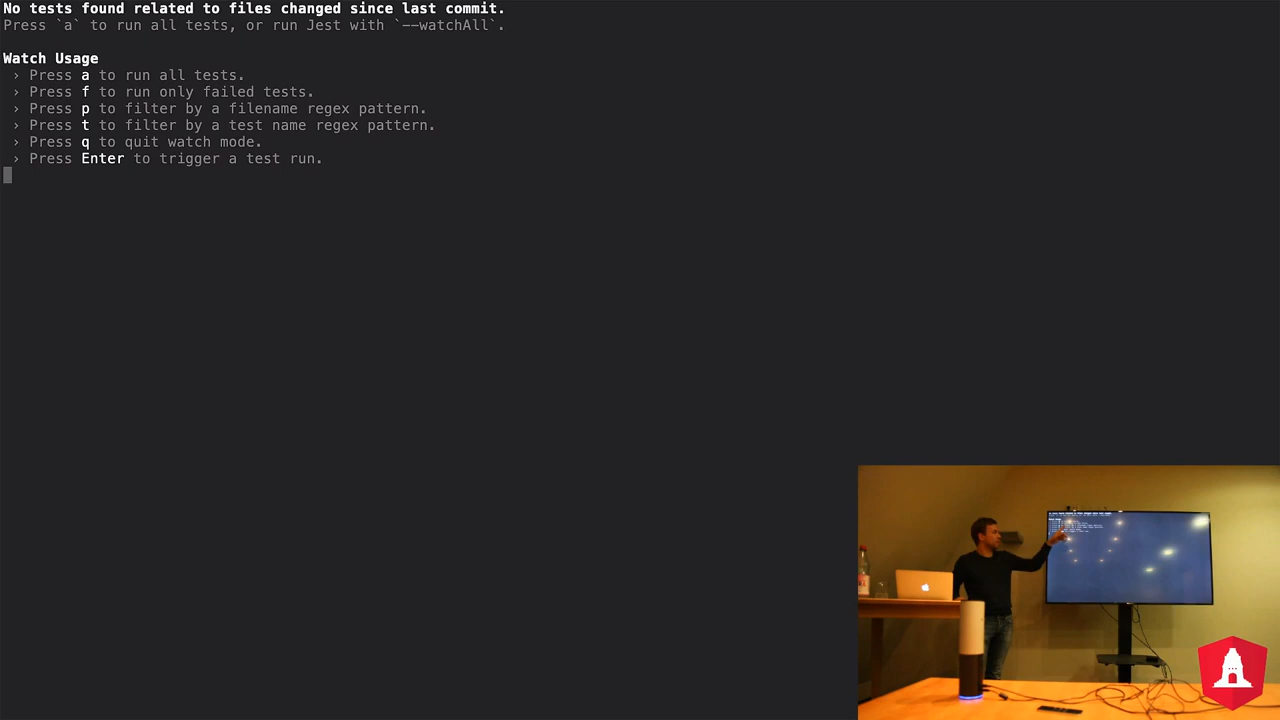 No tests found related to files changed since last commit.
Press `a` to run all tests, or run Jest with `--watchAll`.
Watch Usage
› Press a to run all tests.
› Press f to run only failed tests.
› Press p to filter by a filename regex pattern.
› Press t to filter by a test name regex pattern.
› Press q to quit watch mode.
› Press Enter to trigger a test run.